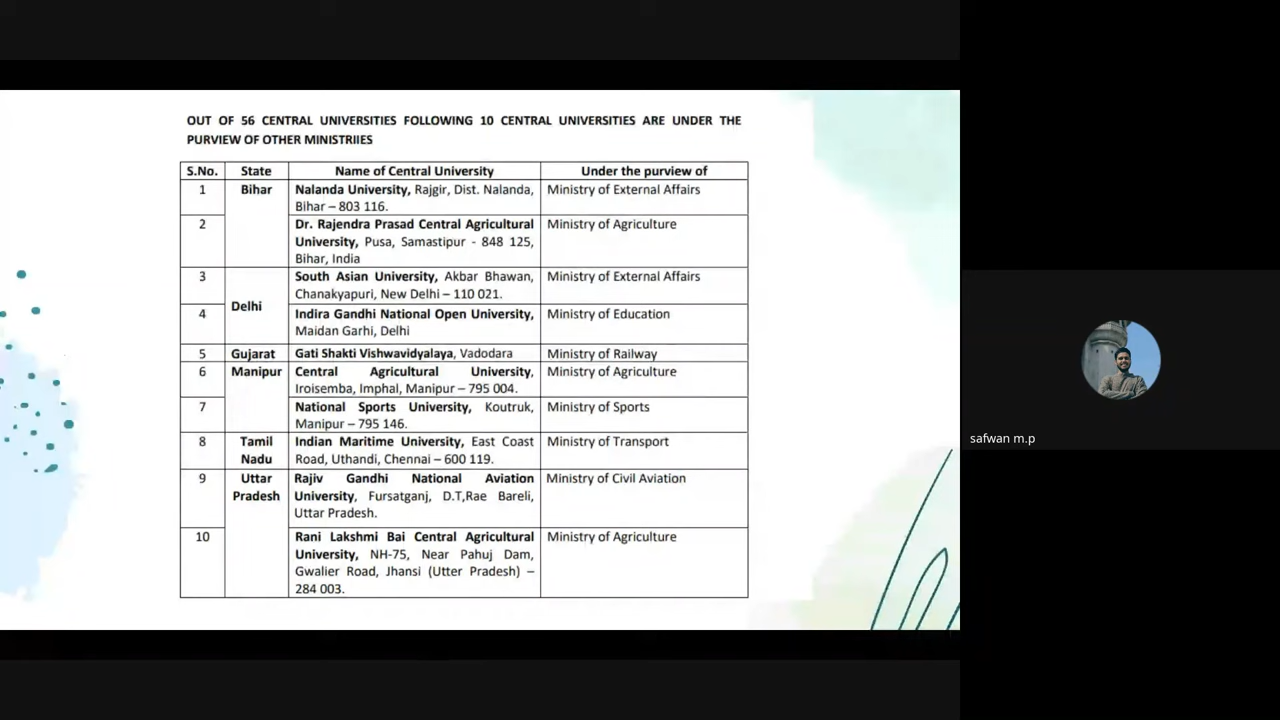 OUT OF 56 CENTRAL UNIVERSITIES FOLLOWING 10 CENTRAL UNIVERSITIES ARE UNDER THE
PURVIEW OF OTHER MINISTRIIES
S.No. State Name of Central University Under the purview of
1 Bihar Nalanda University, Rajgir, Dist. Nalanda, Ministry of External Affairs
Bihar – 803 116.
2 Dr. Rajendra Prasad Central Agricultural Ministry of Agriculture
University, Pusa, Samastipur - 848 125,
Bihar, India
3 South Asian University, Akbar Bhawan, Ministry of External Affairs
Chanakyapuri, New Delhi – 110 021.
Delhi
4 Indira Gandhi National Open University, Ministry of Education
Maidan Garhi, Delhi
5 Gujarat Gati Shakti Vishwavidyalaya, Vadodara Ministry of Railway
6 Manipur Central Agricultural University, Ministry of Agriculture
Iroisemba, Imphal, Manipur – 795 004.
7 National Sports University, Koutruk, Ministry of Sports
Manipur – 795 146.
8 Tamil Indian Maritime University, East Coast Ministry of Transport
Nadu Road, Uthandi, Chennai – 600 119.
9 Uttar Rajiv Gandhi National Aviation Ministry of Civil Aviation
Pradesh University, Fursatganj, D.T,Rae Bareli,
Uttar Pradesh.
10 Rani Lakshmi Bai Central Agricultural Ministry of Agriculture
University, NH-75, Near Pahuj Dam,
Gwalier Road, Jhansi (Utter Pradesh) –
284 003.
safwan m.p